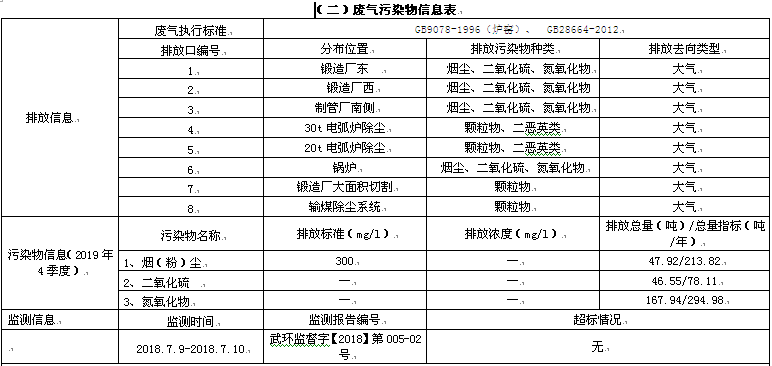 （二）废气污染物信息表
废气执行标准 GB9078-1996（炉窑）、 GB28664-2012
排放信息
排放口编号 分布位置 排放污染物种类 排放去向类型
1 锻造厂东 烟尘、二氧化硫、氮氧化物 大气
2 锻造厂西 烟尘、二氧化硫、氮氧化物 大气
3 制管厂南侧 烟尘、二氧化硫、氮氧化物 大气
4 30t电弧炉除尘 颗粒物、二恶英类 大气
5 20t电弧炉除尘 颗粒物、二恶英类 大气
6 锅炉 烟尘、二氧化硫、氮氧化物 大气
7 锻造厂大面积切割 颗粒物 大气
8 输煤除尘系统 颗粒物 大气
污染物信息（2019年
4季度）
污染物名称 排放标准（mg/l） 排放浓度（mg/l） 排放总量（吨）/总量指标（吨
/年）
1、烟（粉）尘 300 — 47.92/213.82
2、二氧化硫 — — 46.55/78.11
3、氮氧化物 — — 167.94/294.98
监测信息 监测时间 监测报告编号 超标情况
2018.7.9-2018.7.10 武环监督字【2018】第005-02
号 无